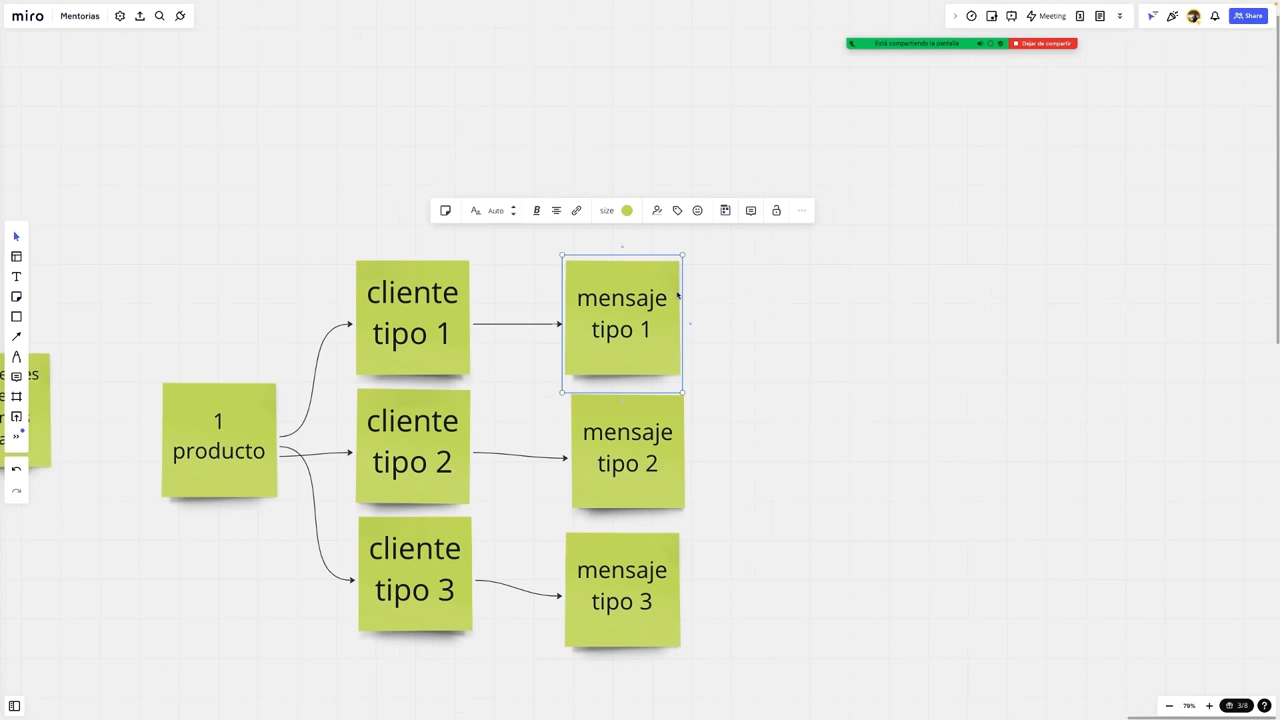 miro
Mentorias
Meeting
Share
Está compartiendo la pantalla
Dejar de compartir
Auto
size
cliente
tipo 1
mensaje
tipo 1
1
producto
cliente
tipo 2
mensaje
tipo 2
cliente
tipo 3
mensaje
tipo 3
79%
3/8